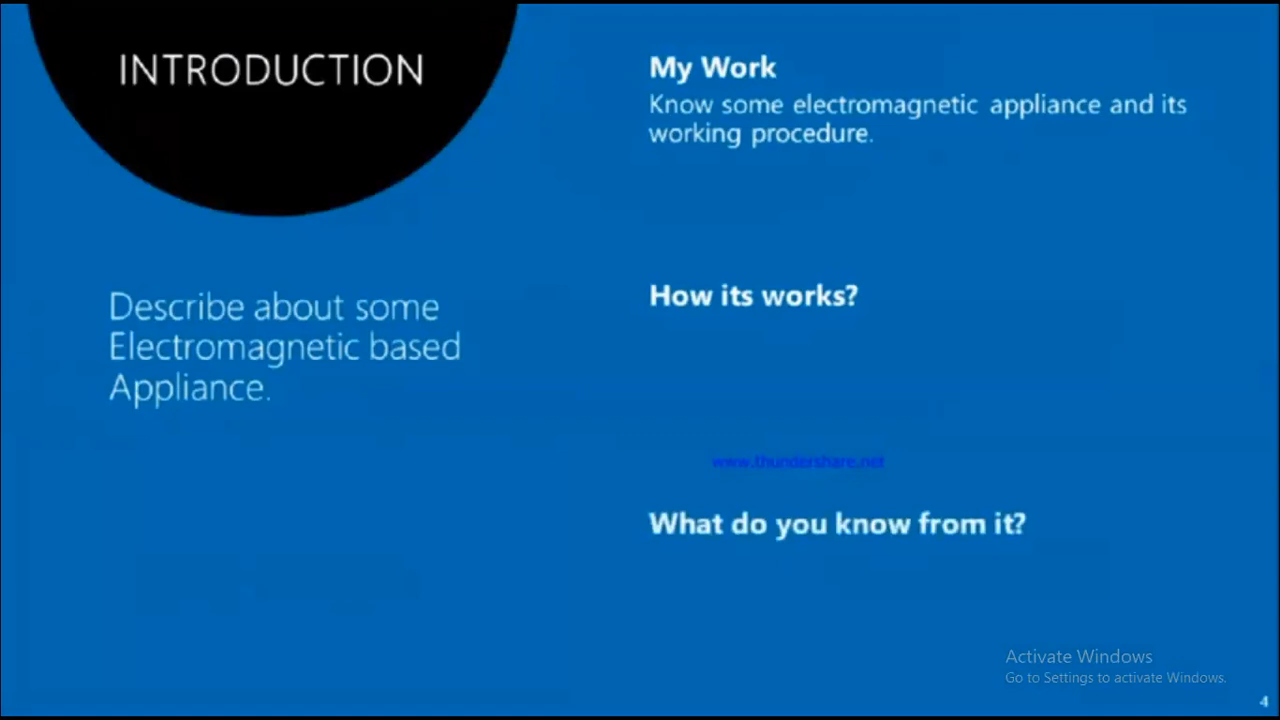 INTRODUCTION
Describe about some
Electromagnetic based
Appliance.
My Work
Know some electromagnetic appliance and its
working procedure.
How its works?
www.thundershare.net
What do you know from it?
Activate Windows
Go to Settings to activate Windows.
4